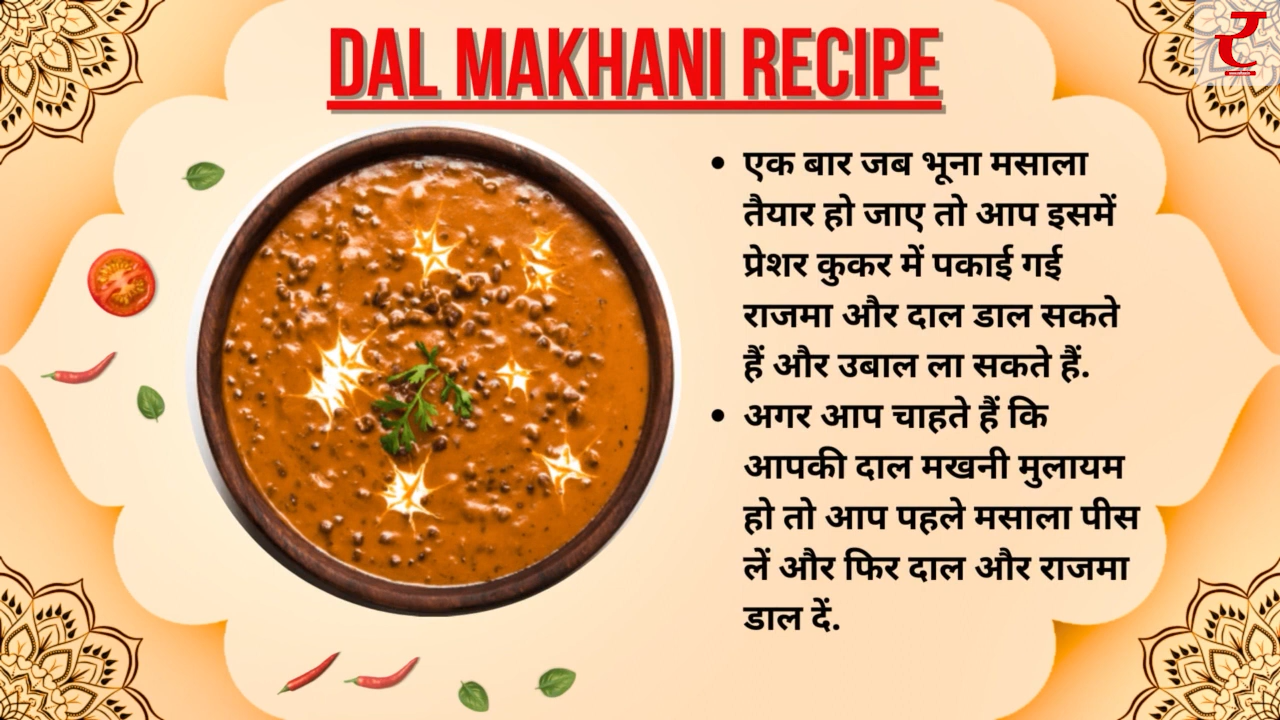 DAL MAKHANI RECIPE
• एक बार जब भूना मसाला
तैयार हो जाए तो आप इसमें
प्रेशर कुकर में पकाई गई
राजमा और दाल डाल सकते
हैं और उबाल ला सकते हैं.
• अगर आप चाहते हैं कि
आपकी दाल मखनी मुलायम
हो तो आप पहले मसाला पीस
लें और फिर दाल और राजमा
डाल दें.